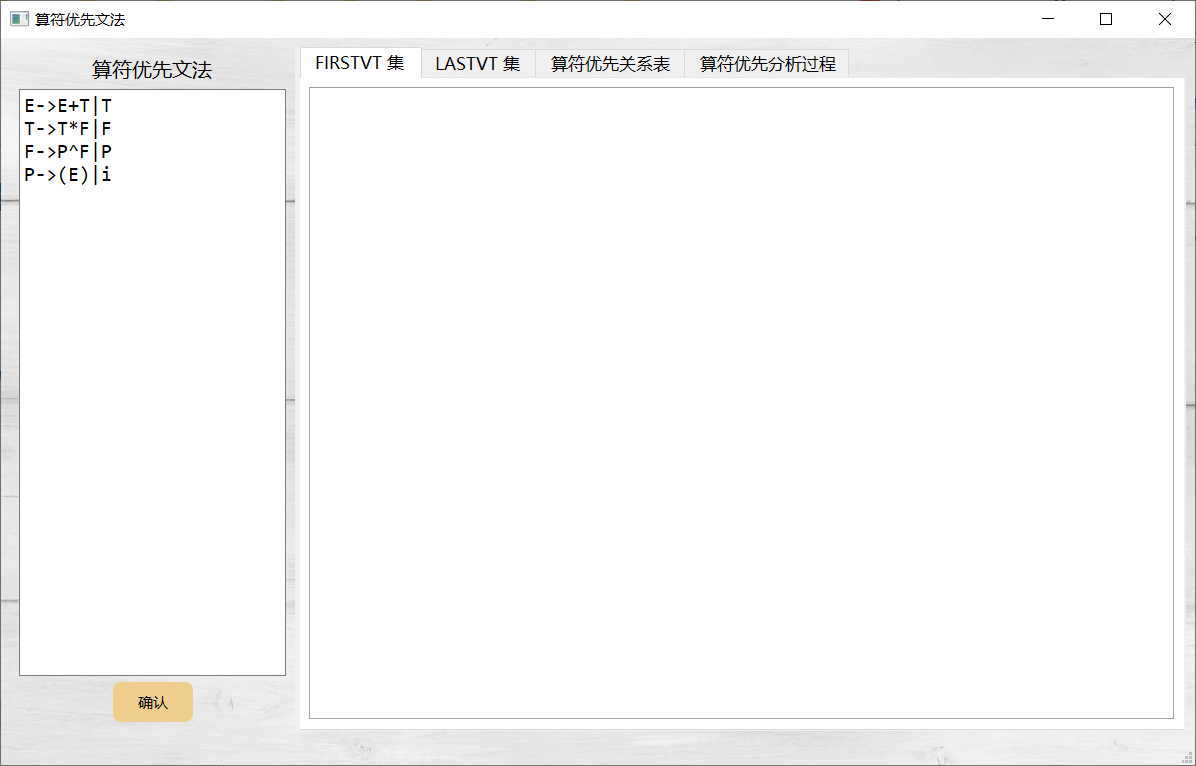 算符优先文法
算符优先文法
E->E+T|T
T->T*F|F
F->P^F|P
P->(E)|i
确认
FIRSTVT 集
LASTVT 集
算符优先关系表
算符优先分析过程